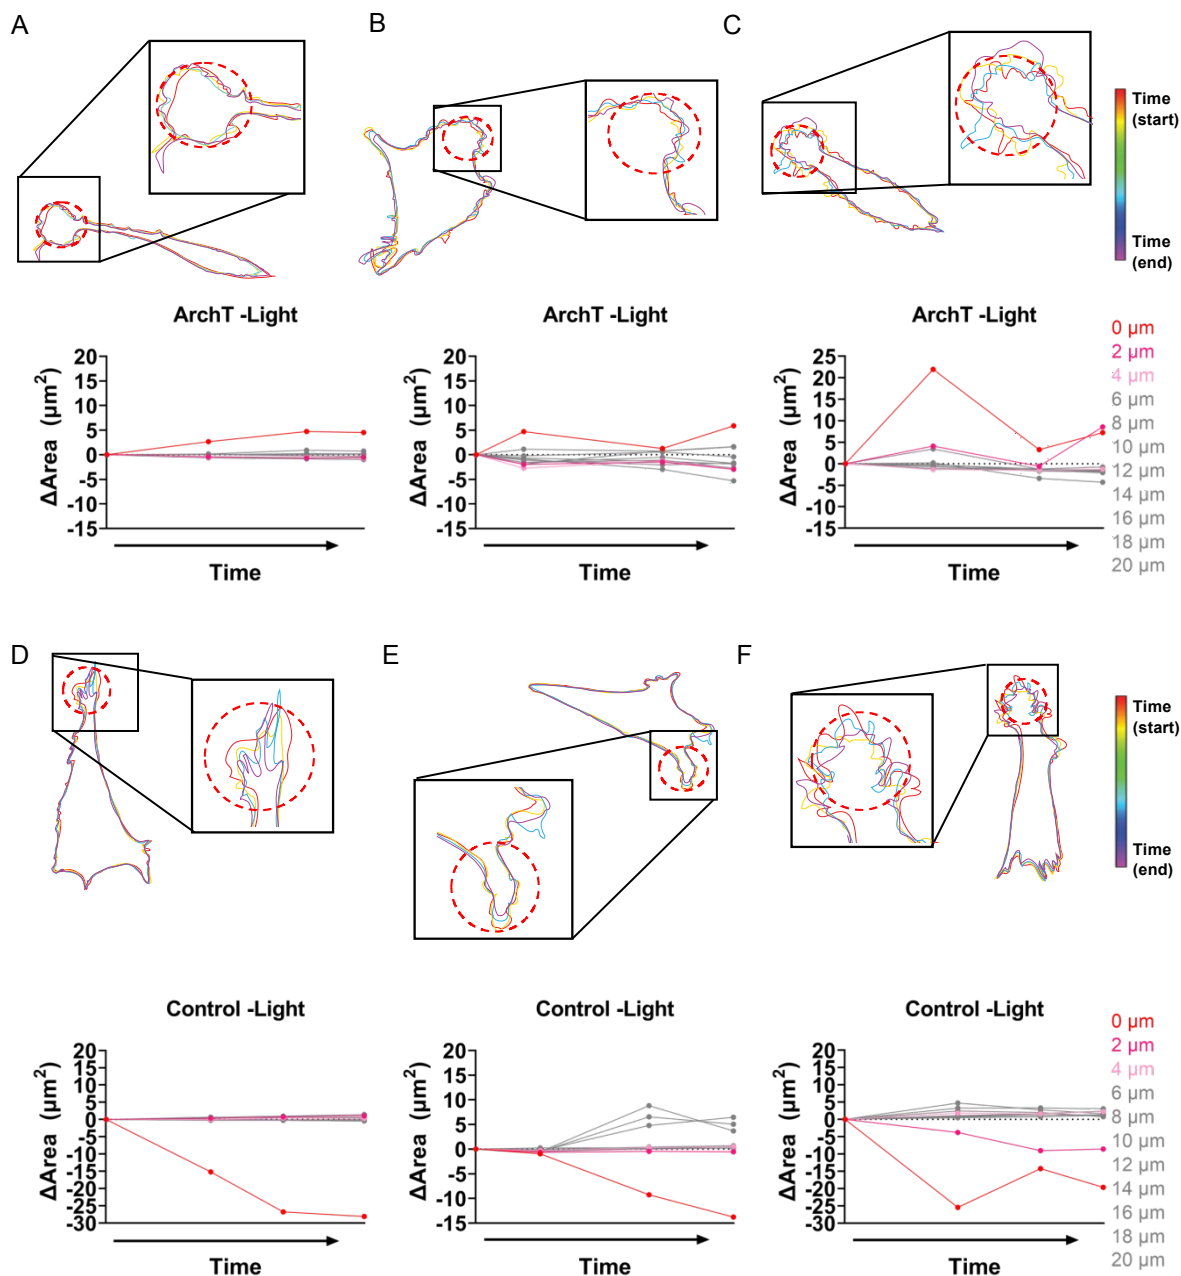 A
B
C
Time
(start)
Time
(end)
ArchT -Light
ArchT -Light
ArchT -Light
ΔArea (µm2)
20
15
10
5
0
-5
-10
-15
Time
ΔArea (µm2)
20
15
10
5
0
-5
-10
-15
Time
ΔArea (µm2)
25
20
15
10
5
0
-5
-10
-15
Time
0 µm
2 µm
4 µm
6 µm
8 µm
10 µm
12 µm
14 µm
16 µm
18 µm
20 µm
D
E
F
Time
(start)
Time
(end)
Control -Light
Control -Light
Control -Light
ΔArea (µm2)
20
15
10
5
0
-5
-10
-15
-20
-25
-30
Time
ΔArea (µm2)
20
15
10
5
0
-5
-10
-15
Time
ΔArea (µm2)
20
15
10
5
0
-5
-10
-15
-20
-25
-30
Time
0 µm
2 µm
4 µm
6 µm
8 µm
10 µm
12 µm
14 µm
16 µm
18 µm
20 µm